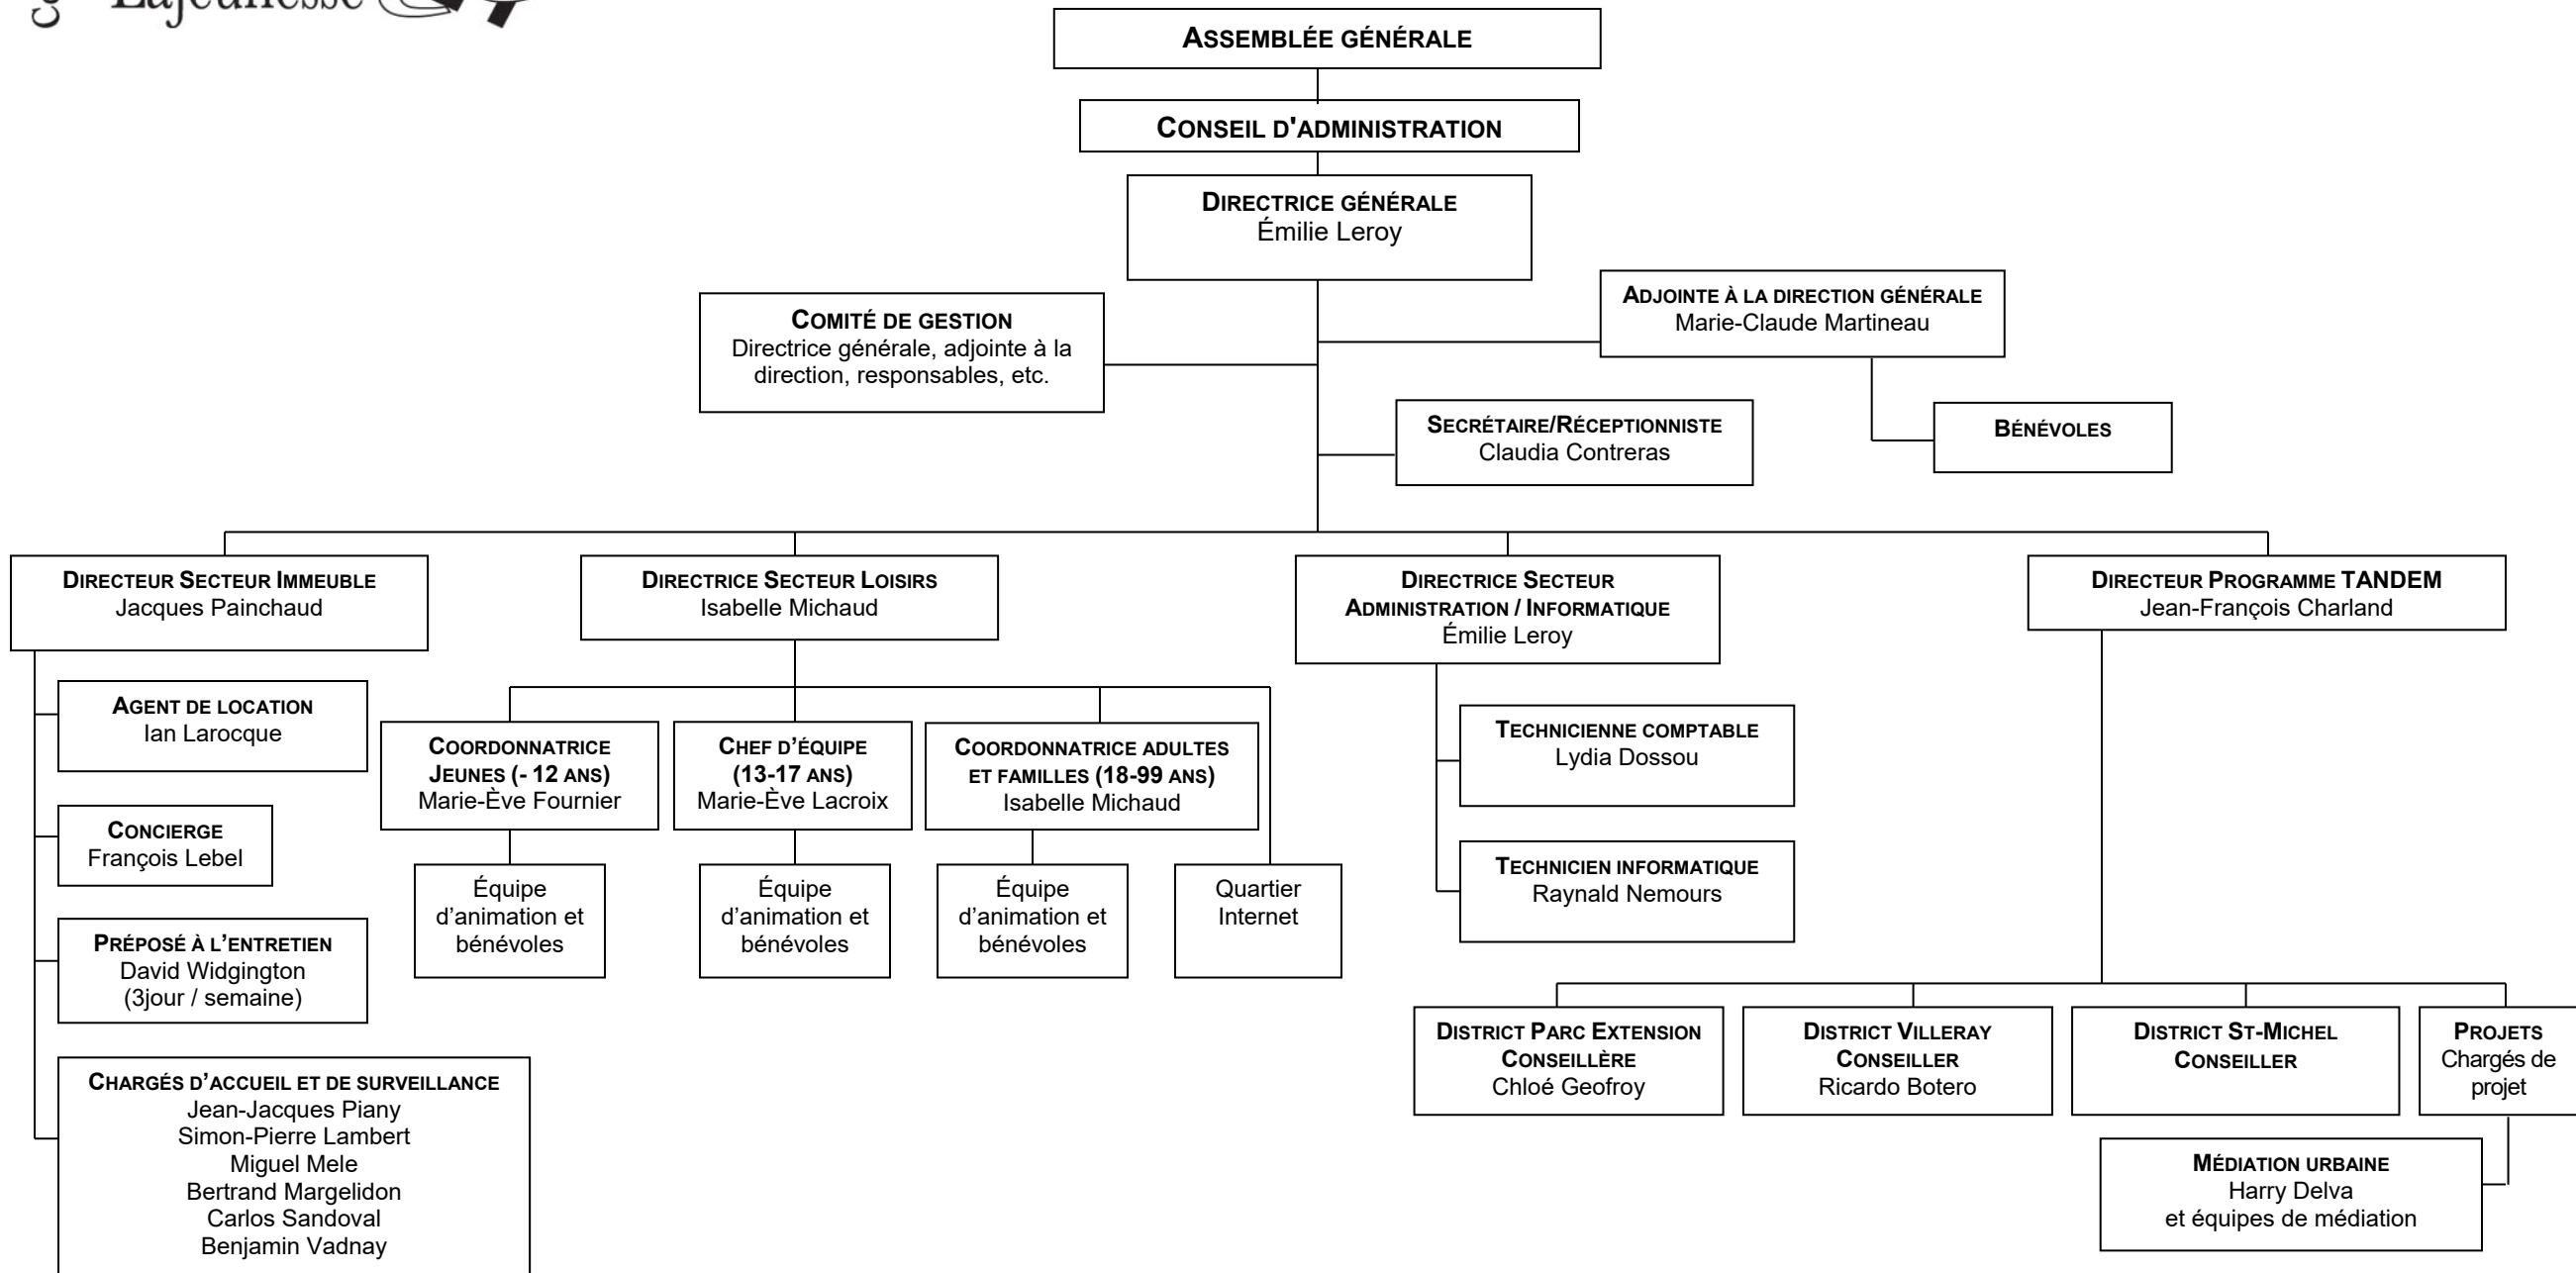 Lajeunesse
ASSEMBLÉE GÉNÉRALE
CONSEIL D'ADMINISTRATION
DIRECTRICE GÉNÉRALE
Émilie Leroy
ADJOINTE À LA DIRECTION GÉNÉRALE
Marie-Claude Martineau
COMITÉ DE GESTION
Directrice générale, adjointe à la
direction, responsables, etc.
SECRÉTAIRE/RÉCEPTIONNISTE
Claudia Contreras
BÉNÉVOLES
DIRECTEUR SECTEUR IMMEUBLE
Jacques Painchaud
DIRECTRICE SECTEUR LOISIRS
Isabelle Michaud
DIRECTRICE SECTEUR
ADMINISTRATION / INFORMATIQUE
Émilie Leroy
DIRECTEUR PROGRAMME TANDEM
Jean-François Charland
AGENT DE LOCATION
Ian Larocque
CONCIERGE
François Lebel
PRÉPOSÉ À L’ENTRETIEN
David Widgington
(3jour / semaine)
CHARGÉS D’ACCUEIL ET DE SURVEILLANCE
Jean-Jacques Piany
Simon-Pierre Lambert
Miguel Mele
Bertrand Margelidon
Carlos Sandoval
Benjamin Vadnay
COORDONNATRICE
JEUNES (- 12 ANS)
Marie-Ève Fournier
CHEF D’ÉQUIPE
(13-17 ANS)
Marie-Ève Lacroix
COORDONNATRICE ADULTES
ET FAMILLES (18-99 ANS)
Isabelle Michaud
Équipe
d’animation et
bénévoles
Équipe
d’animation et
bénévoles
Équipe
d’animation et
bénévoles
Quartier
Internet
TECHNICIENNE COMPTABLE
Lydia Dossou
TECHNICIEN INFORMATIQUE
Raynald Nemours
DISTRICT PARC EXTENSION
CONSEILLÈRE
Chloé Geofroy
DISTRICT VILLERAY
CONSEILLER
Ricardo Botero
DISTRICT ST-MICHEL
CONSEILLER
PROJETS
Chargés de
projet
MÉDIATION URBAINE
Harry Delva
et équipes de médiation